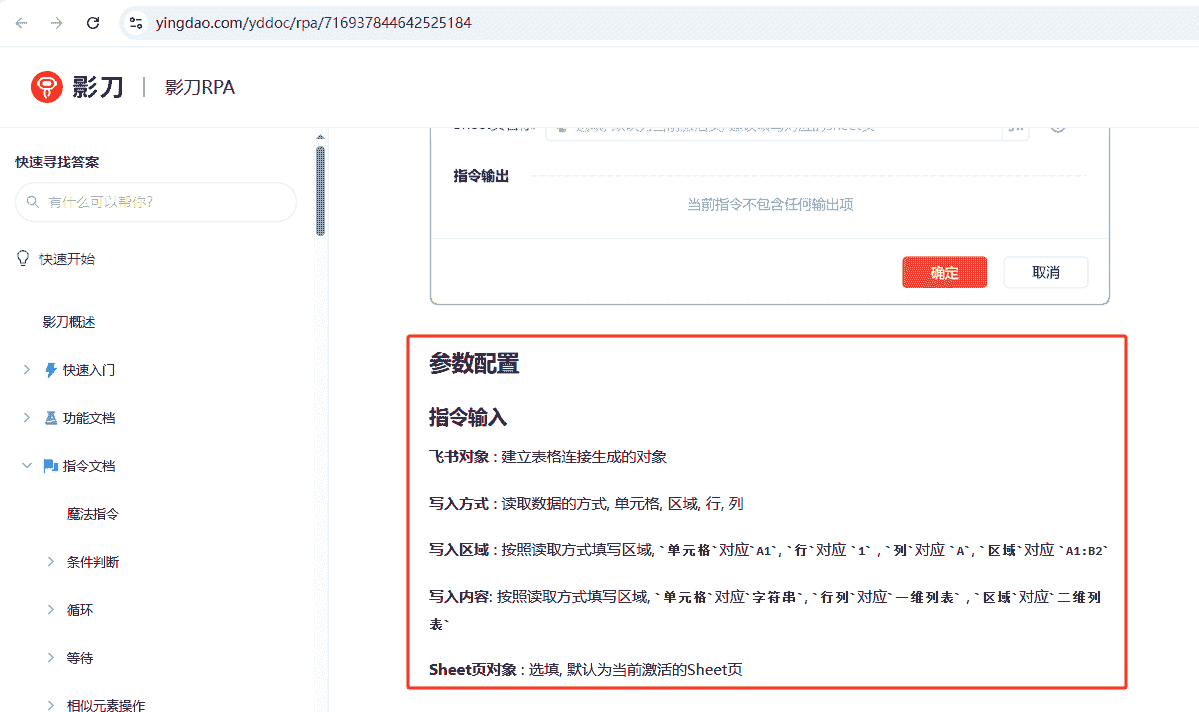 yingdao.com/yddoc/rpa/716937844642525184
影刀 | 影刀RPA
快速寻找答案
有什么可以帮你?
快速开始
影刀概述
快速入门
功能文档
指令文档
魔法指令
条件判断
循环
等待
相似元素操作
指令输出
当前指令不包含任何输出项
确定
取消
参数配置
指令输入
飞书对象 : 建立表格连接生成的对象
写入方式 : 读取数据的方式, 单元格, 区域, 行, 列
写入区域 : 按照读取方式填写区域, `单元格`对应`A1`, `行`对应 `1` , `列`对应 `A`, `区域`对应 `A1:B2`
写入内容: 按照读取方式填写区域, `单元格`对应`字符串`, `行列`对应`一维列表` , `区域`对应`二维列
表`
Sheet页对象 : 选填, 默认为当前激活的Sheet页